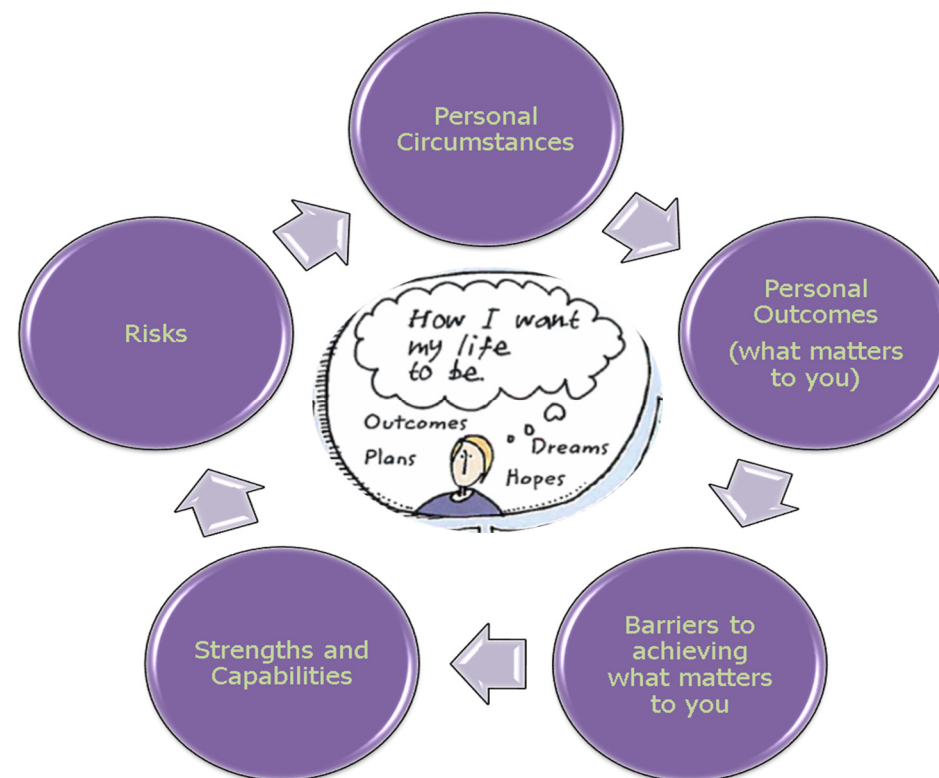 Personal
Circumstances
Personal
Outcomes
(what matters
to you)
Barriers to
achieving
what matters
to you
Strengths and
Capabilities
Risks
How I want
my life
to be.
Outcomes
Plans
Dreams
Hopes